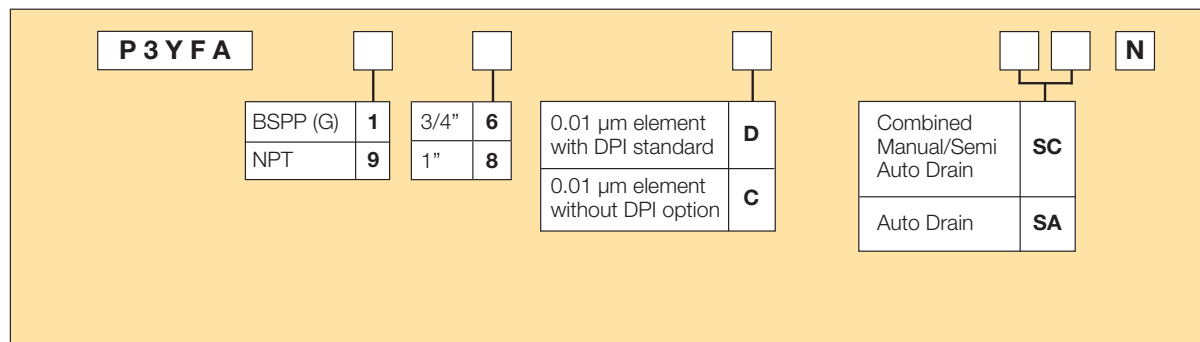 P3YFA N
BSPP (G) 1
NPT 9
3/4” 6
1” 8
0.01 µm element
with DPI standard D
0.01 µm element
without DPI option C
Combined
Manual/Semi SC
Auto Drain
Auto Drain SA